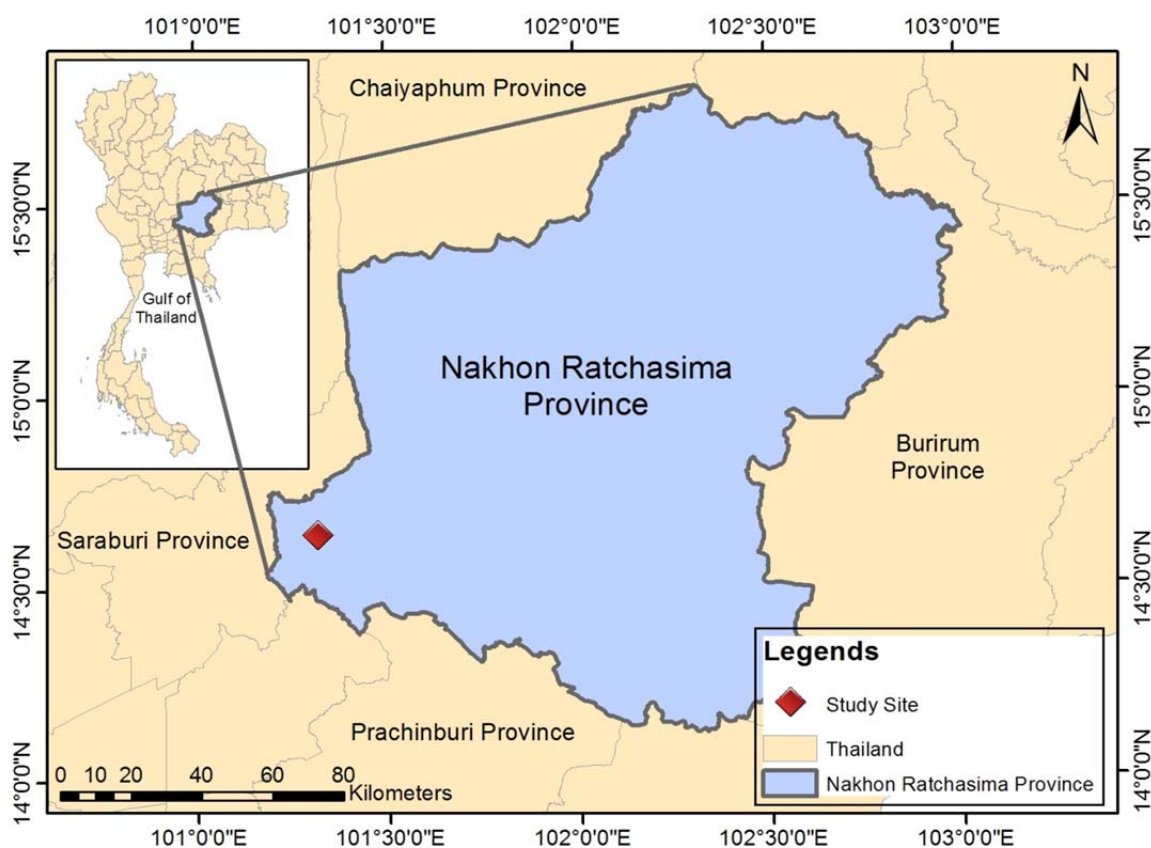 101°0'0"E 101°30'0"E 102°0'0"E 102°30'0"E 103°0'0"E
Chaiyaphum Province
N
15°30'0"N
15°30'0"N
Gulf of
Thailand
Nakhon Ratchasima
Province
15°0'0"N
15°0'0"N
Burirum
Province
Saraburi Province
14°30'0"N
14°30'0"N
Legends
Study Site
Thailand
Nakhon Ratchasima Province
Prachinburi Province
0 10 20 40 60 80
Kilometers
14°0'0"N
14°0'0"N
101°0'0"E 101°30'0"E 102°0'0"E 102°30'0"E 103°0'0"E